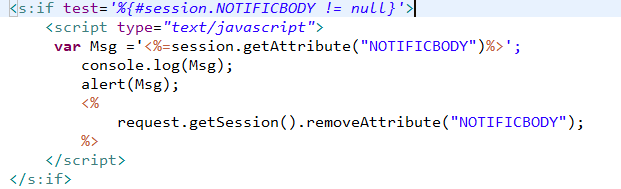 <s:if test='%{#session.NOTIFICBODY != null}'>
<script type="text/javascript">
var Msg ='<%=session.getAttribute("NOTIFICBODY")%>';
console.log(Msg);
alert(Msg);
<%
request.getSession().removeAttribute("NOTIFICBODY");
%>
</script>
</s:if>